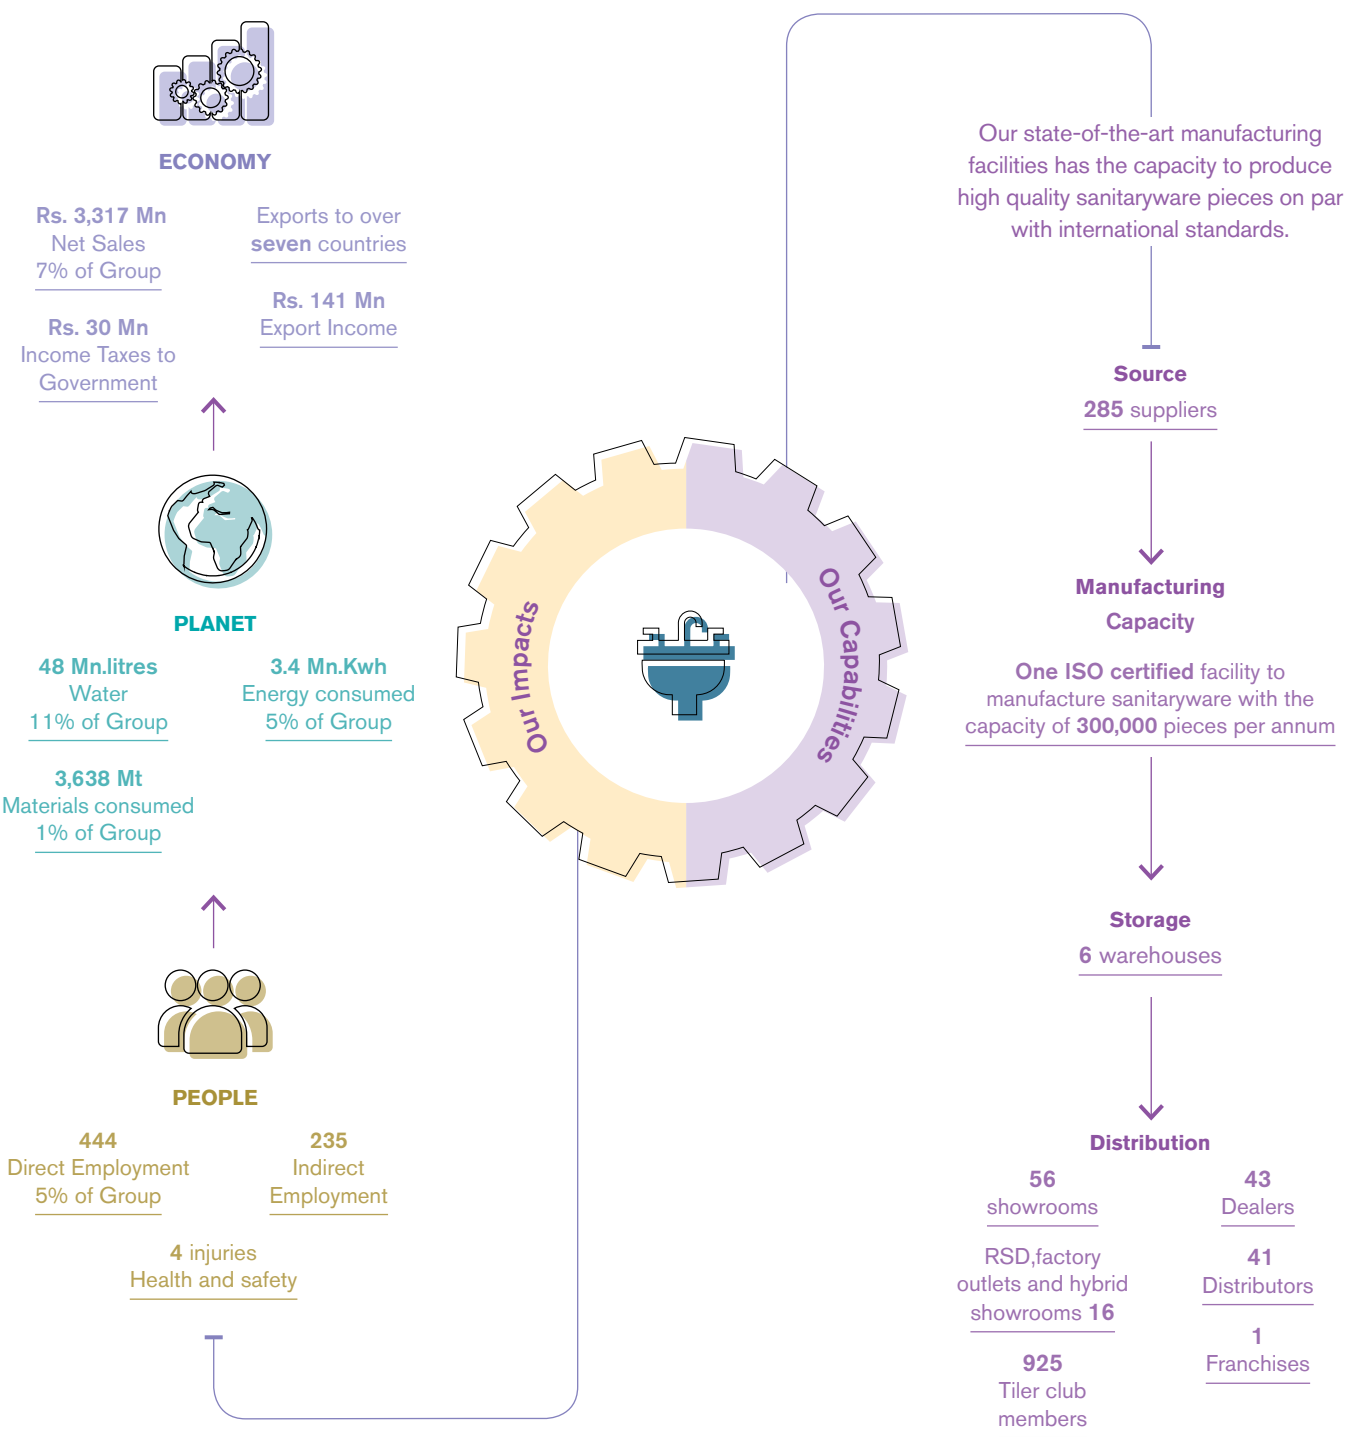 ECONOMY
Rs. 3,317 Mn
Net Sales
7% of Group
Exports to over
seven countries
Rs. 30 Mn
Income Taxes to
Government
Rs. 141 Mn
Export Income
PLANET
48 Mn.litres
Water
11% of Group
3.4 Mn.Kwh
Energy consumed
5% of Group
3,638 Mt
Materials consumed
1% of Group
PEOPLE
444
Direct Employment
5% of Group
235
Indirect
Employment
4 injuries
Health and safety
Our Impacts
Our Capabilities
Our state-of-the-art manufacturing
facilities has the capacity to produce
high quality sanitaryware pieces on par
with international standards.
Source
285 suppliers
Manufacturing
Capacity
One ISO certified facility to
manufacture sanitaryware with the
capacity of 300,000 pieces per annum
Storage
6 warehouses
Distribution
56
showrooms
43
Dealers
RSD,factory
outlets and hybrid
showrooms 16
41
Distributors
925
Tiler club
members
1
Franchises